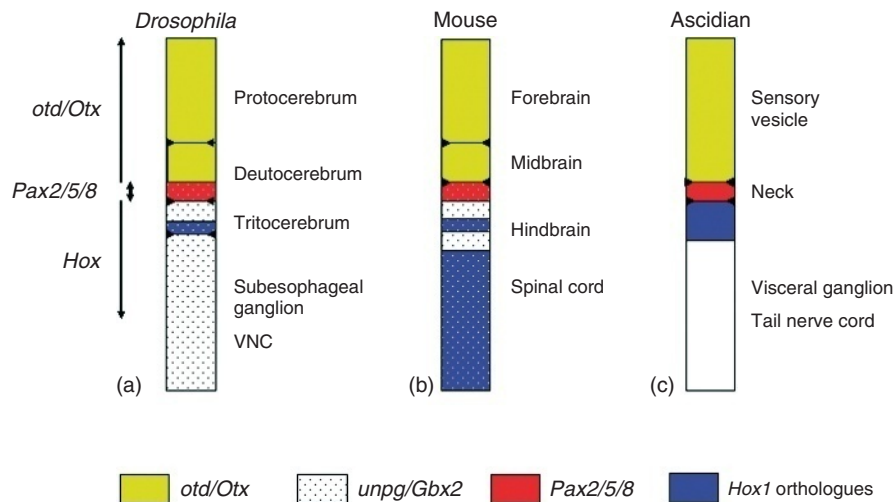 Drosophila
Mouse
Ascidian
otd/Otx
Pax2/5/8
Hox
Protocerebrum
Deutocerebrum
Tritocerebrum
Subesophageal
ganglion
VNC
(a)
Forebrain
Midbrain
Hindbrain
Spinal cord
(b)
Sensory
vesicle
Neck
Visceral ganglion
Tail nerve cord
(c)
otd/Otx
unpg/Gbx2
Pax2/5/8
Hox1 orthologues